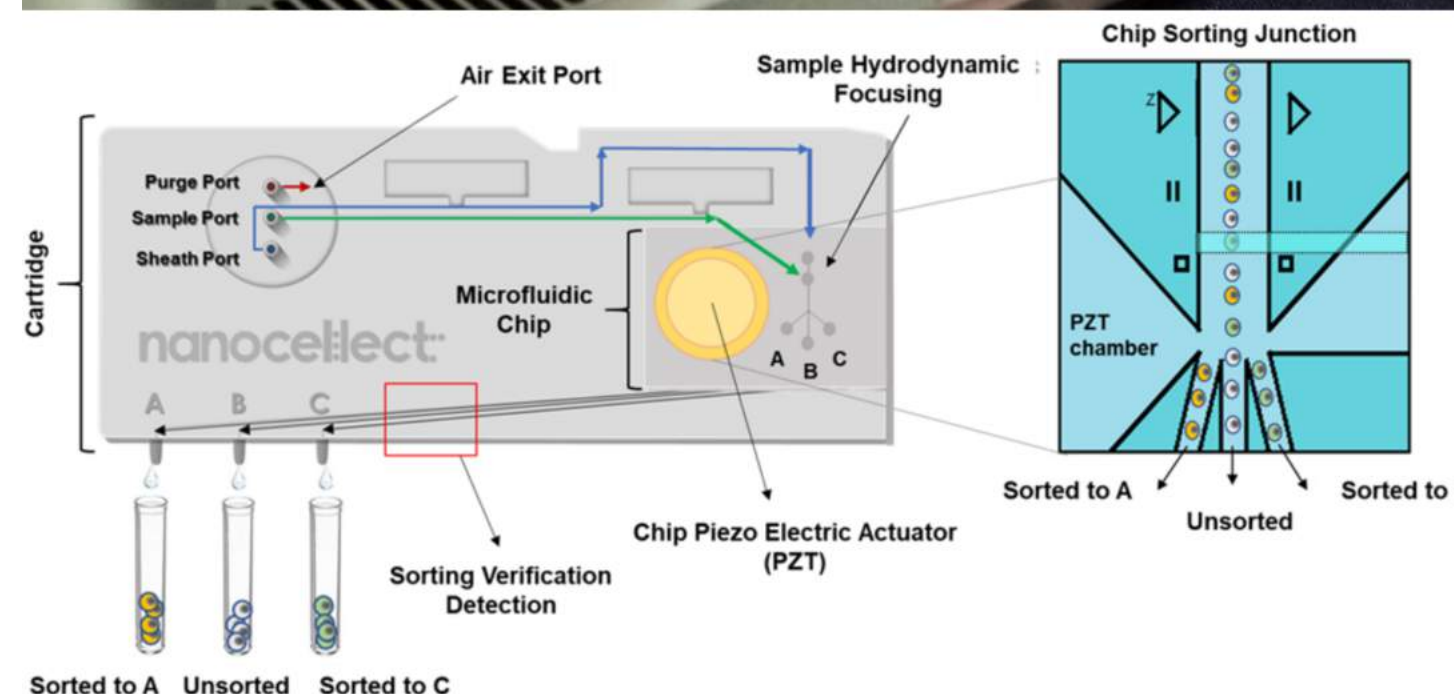 Chip Sorting Junction
Air Exit Port
Sample Hydrodynamic
Focusing
Z
Purge Port
Sample Port
Sheath Port
Cartridge
Microfluidic
Chip
nanocellect
A B C
A B C
PZT
chamber
Sorted to A
Unsorted
Sorted to
Chip Piezo Electric Actuator
(PZT)
Sorting Verification
Detection
Sorted to A Unsorted Sorted to C